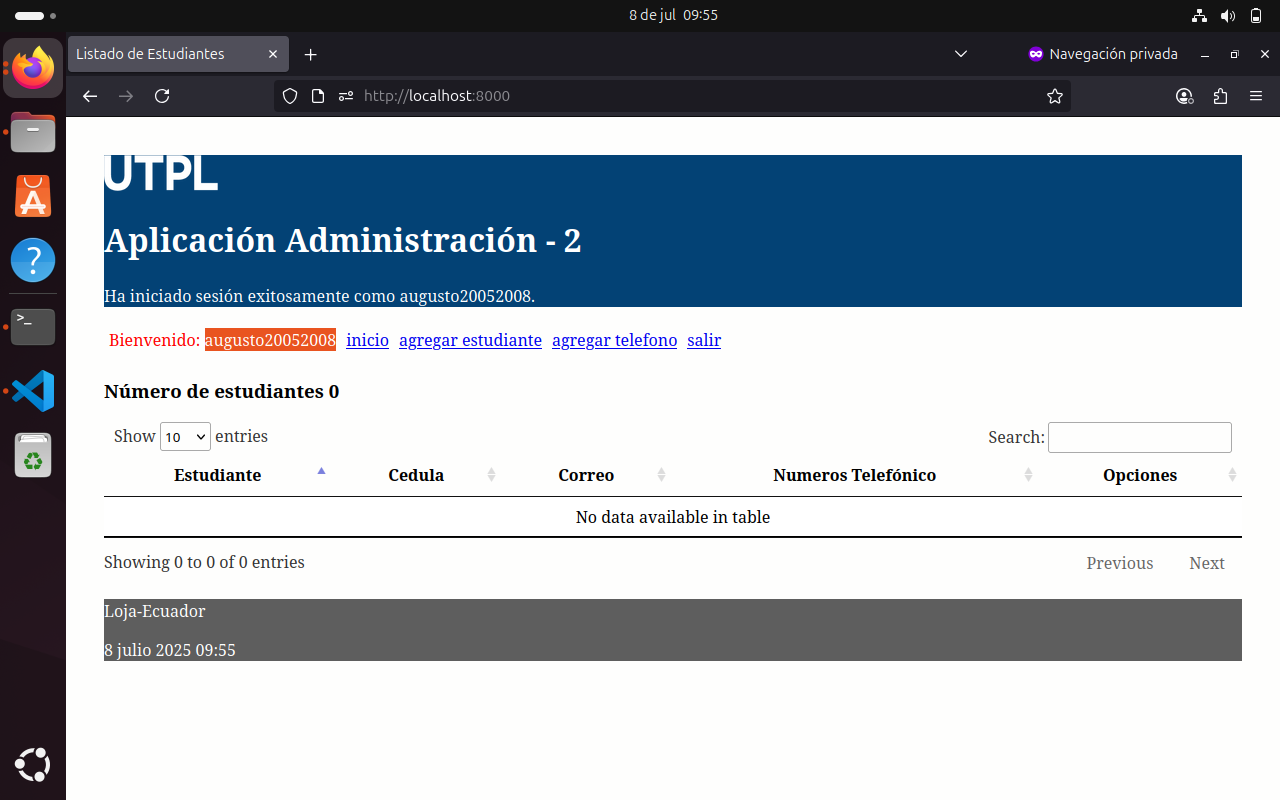 8 de jul 09:55
Listado de Estudiantes
Navegación privada
http://localhost:8000
UTPL
Aplicación Administración - 2
Ha iniciado sesión exitosamente como augusto20052008.
Bienvenido: augusto20052008 inicio agregar estudiante agregar telefono salir
Número de estudiantes 0
Show 10 entries Search:
Estudiante Cedula Correo Numeros Telefónico Opciones
No data available in table
Showing 0 to 0 of 0 entries Previous Next
Loja-Ecuador
8 julio 2025 09:55